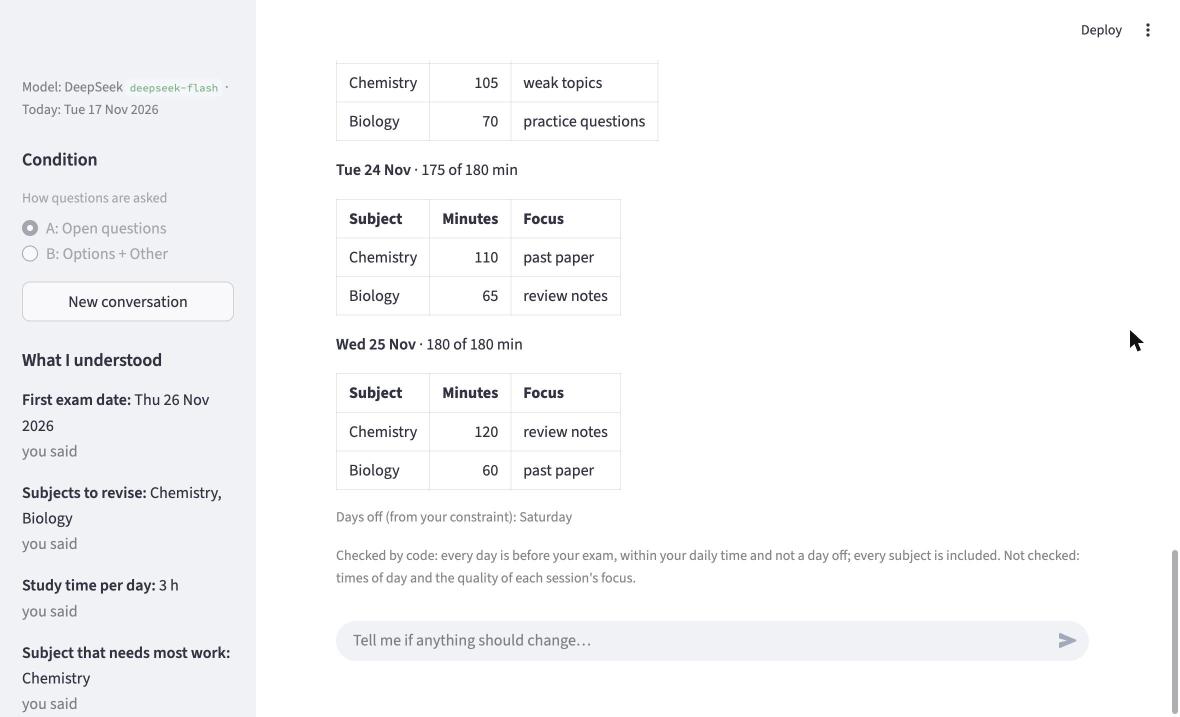 Deploy
Model: DeepSeek deepseek-flash ·
Today: Tue 17 Nov 2026
Condition
How questions are asked
A: Open questions
B: Options + Other
New conversation
What I understood
First exam date: Thu 26 Nov
2026
you said
Subjects to revise: Chemistry,
Biology
you said
Study time per day: 3 h
you said
Subject that needs most work:
Chemistry
you said
Chemistry 105 weak topics
Biology 70 practice questions
Tue 24 Nov · 175 of 180 min
Subject Minutes Focus
Chemistry 110 past paper
Biology 65 review notes
Wed 25 Nov · 180 of 180 min
Subject Minutes Focus
Chemistry 120 review notes
Biology 60 past paper
Days off (from your constraint): Saturday
Checked by code: every day is before your exam, within your daily time and not a day off; every subject is included. Not checked:
times of day and the quality of each session's focus.
Tell me if anything should change…